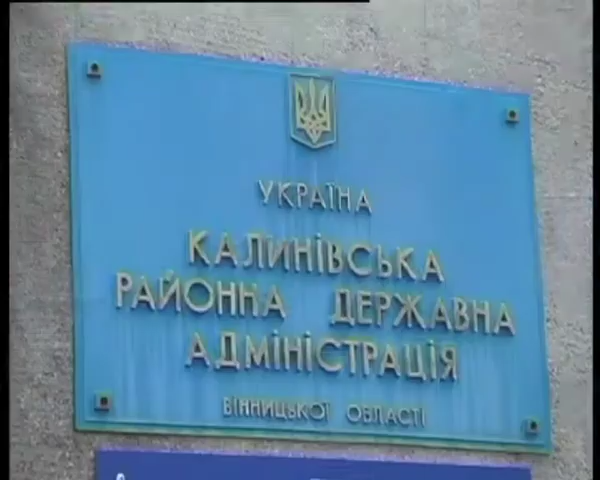 УКРАЇНА
КАЛИНІВСЬКА
РАЙОННА ДЕРЖАВНА
АДМІНІСТРАЦІЯ
ВІННИЦЬКОЇ ОБЛАСТІ